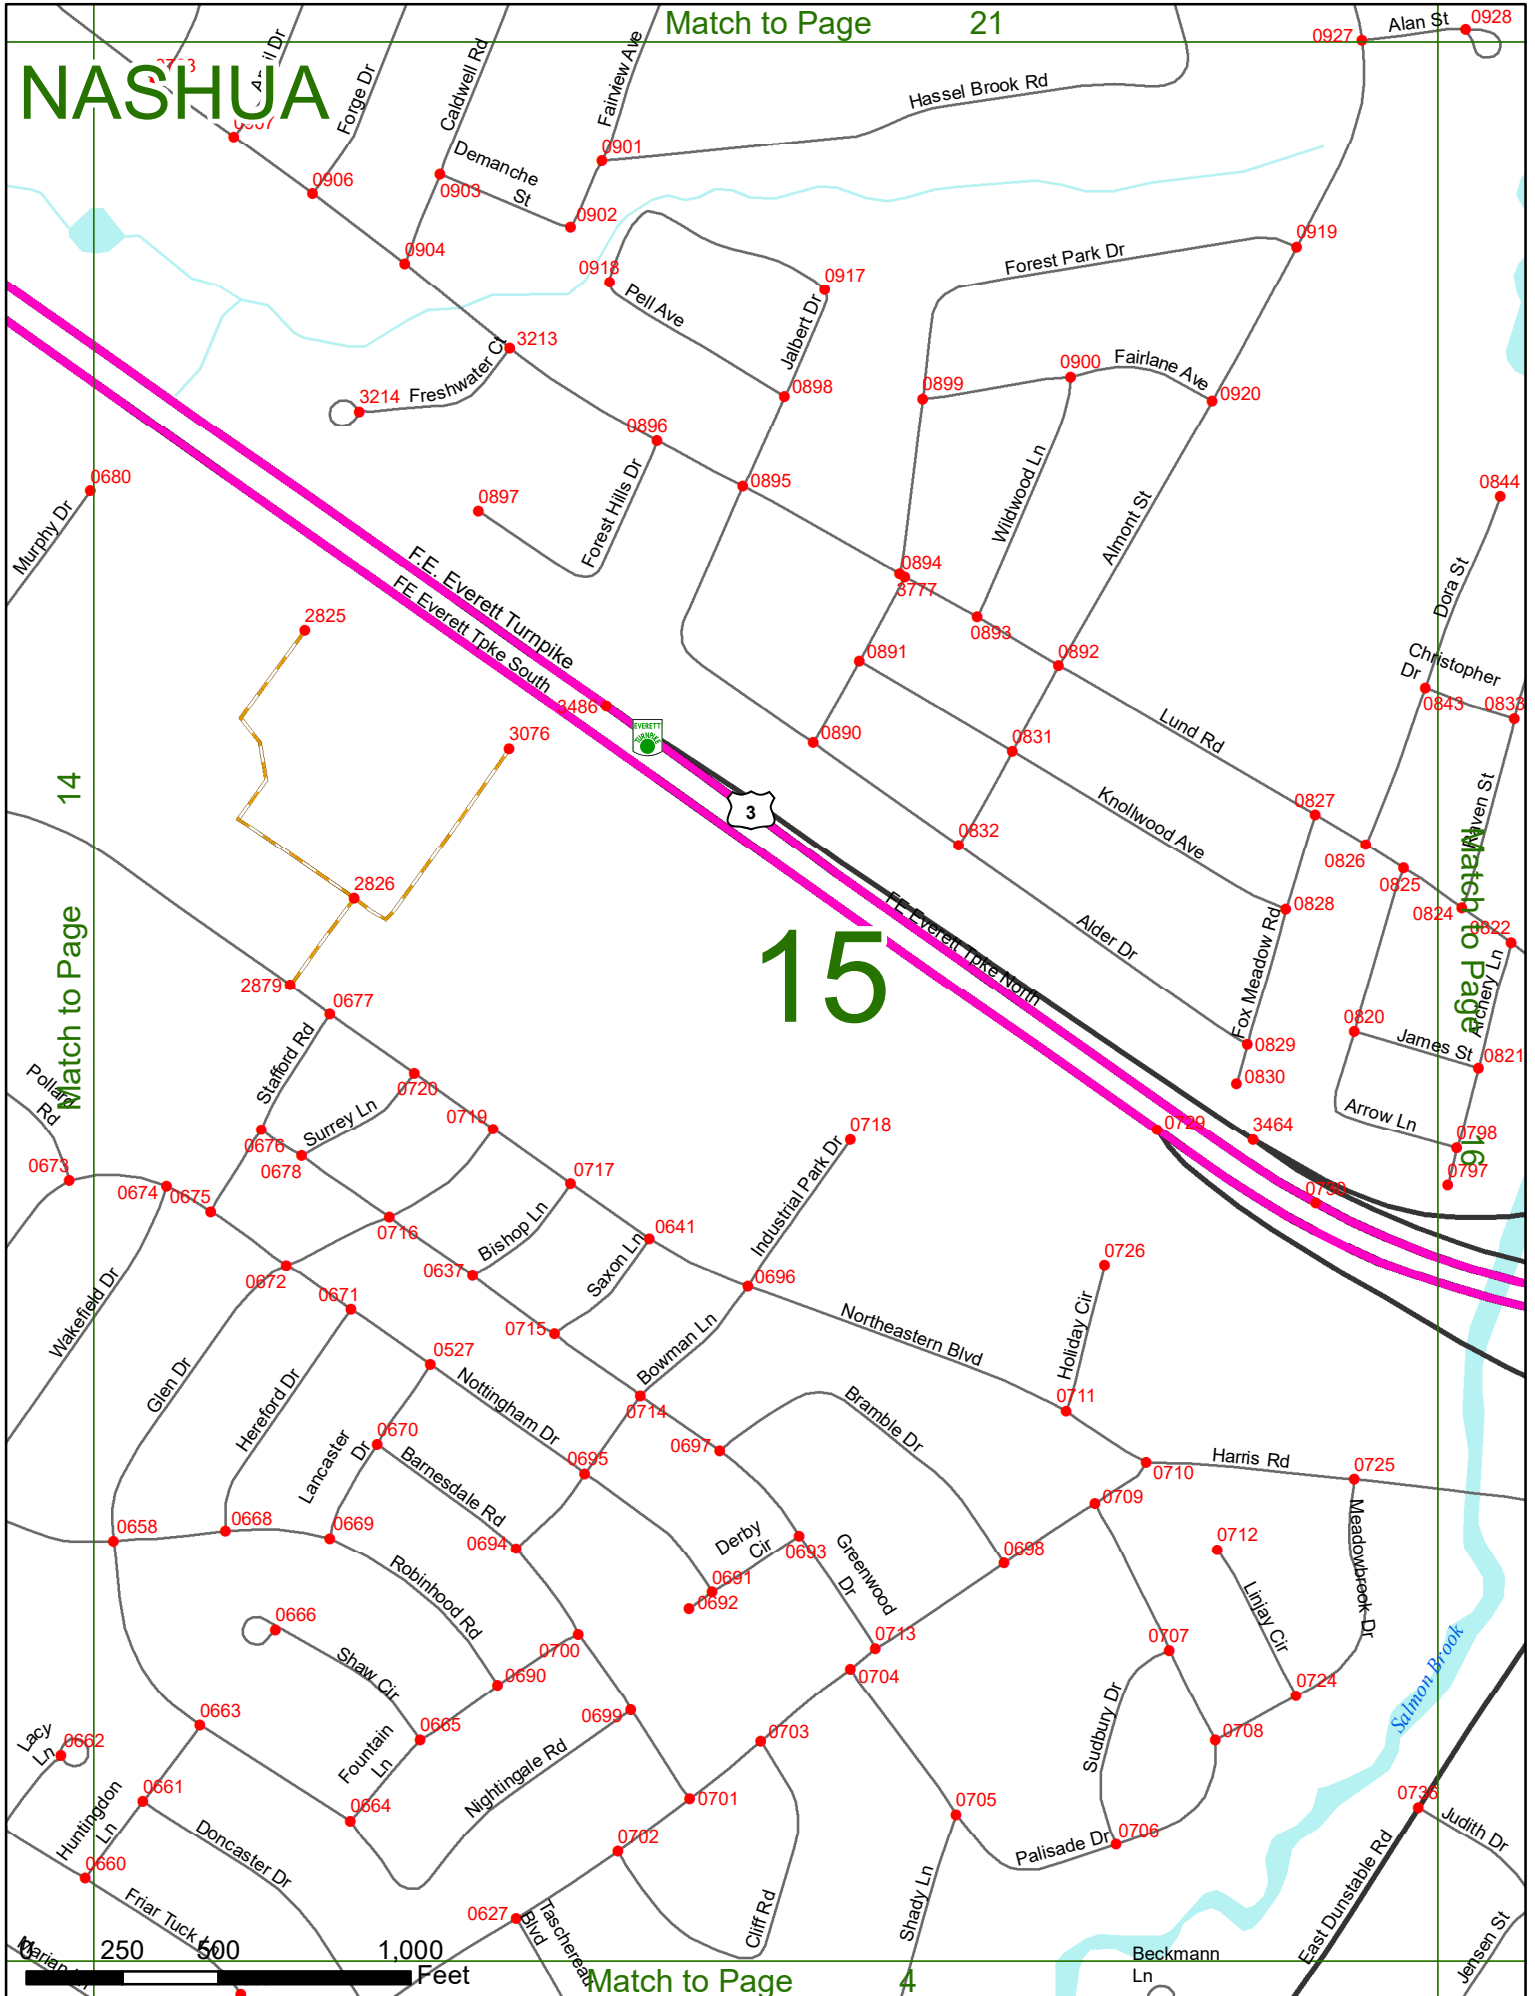 Match to Page 21
0928
Alan St
0927
NASHUA
Forge Dr
Caldwell Rd
Fairview Ave
Hassel Brook Rd
0901
Demanche
St
0903
0906
0902
0919
0904
Forest Park Dr
0918
0917
Pell Ave
Jalbert Dr
3213
Freshwater Ct
3214
0900
Fairlane Ave
0899
0898
0920
0896
0895
0680
0897
0844
Murphy Dr
Forest Hills Dr
Wildwood Ln
Almont St
F.E. Everett Turnpike
FE Everett Tpke South
0894
3777
Dora St
2825
0893
0891
0892
Christopher
Dr
0843
0833
3486
EVERETT
TURNPIKE
3076
0890
0831
Lund Rd
14
Match to Page
3
0827
Knollwood Ave
0832
0826
0825
Match to Page
16
2826
0824
0828
0822
FE Everett Tpke North
15
Alder Dr
Fox Meadow Rd
Archery Ln
2879
0677
0820
James St
0829
0821
0830
Stafford Rd
Pollard
Rd
0720
Surrey Ln
0719
Arrow Ln
0676
0678
0718
0729
3464
0798
0797
0673
0674
0675
0717
0730
Industrial Park Dr
0716
Bishop Ln
0641
0637
Saxon Ln
0726
0672
0696
Wakefield Dr
0671
Northeastern Blvd
Holiday Cir
0715
Bowman Ln
Glen Dr
0527
Nottingham Dr
Hereford Dr
0714
0711
Bramble Dr
Lancaster
Dr
0670
Barnesdale Rd
0697
0695
0710
Harris Rd
0725
0709
0658
0668
0669
0694
Derby
Cir
0693
Greenwood
Dr
0698
0712
Meadowbrook Dr
Robinhood Rd
0691
0692
Linjay Cir
0666
Shaw Cir
0700
0713
0707
Salmon Brook
0704
0690
0663
0699
0724
Sudbury Dr
Lacy
Ln
0662
Fountain
Ln
0665
0703
0708
Nightingale Rd
0661
Huntingdon
Ln
0664
0701
0705
0736
Judith Dr
Doncaster Dr
0702
Palisade Dr
0706
0660
Friar Tuck Ln
0627
Taschereau
Blvd
Cliff Rd
Shady Ln
East Dunstable Rd
Jensen St
Beckmann
Ln
0 250 500 1,000
Feet
Match to Page 4